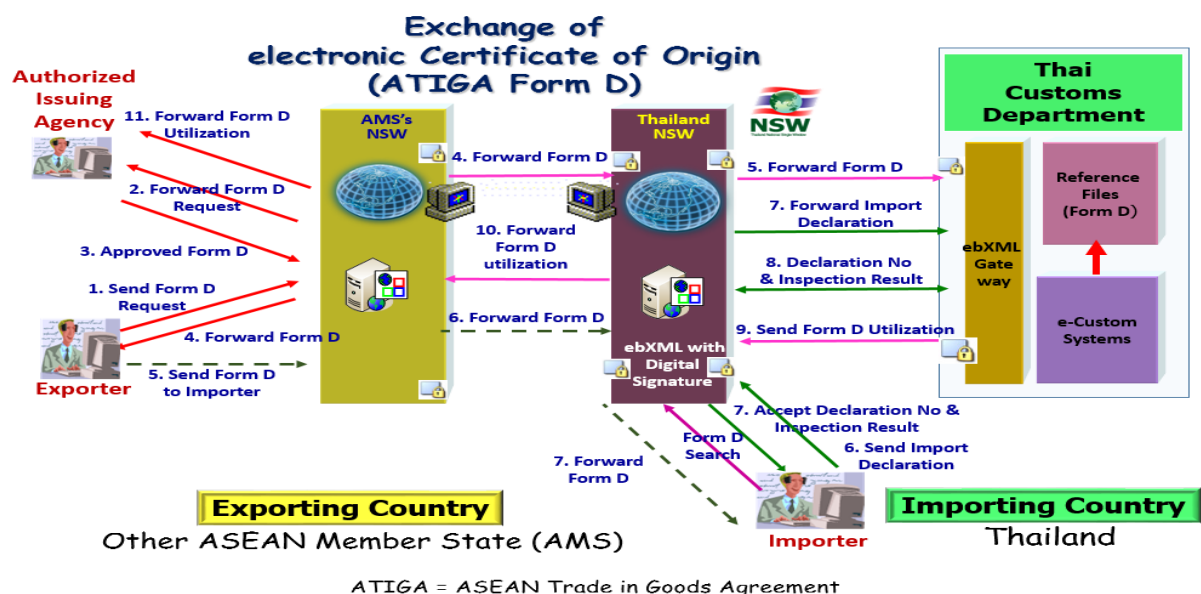 Exchange of
electronic Certificate of Origin
(ATIGA Form D)
Authorized
Issuing
Agency
11. Forward Form D
Utilization
2. Forward Form D
Request
3. Approved Form D
1. Send Form D
Request
4. Forward Form D
5. Send Form D
to Importer
Exporter
AMS's
NSW
4. Forward Form D
10. Forward
Form D
utilization
6. Forward Form D
Thailand
NSW
ebXML with
Digital
Signature
NSW
5. Forward Form D
7. Forward Import
Declaration
8. Declaration No
& Inspection Result
9. Send Form D Utilization
Thai
Customs
Department
ebXML
Gate
way
Reference
Files
(Form D)
e-Custom
Systems
7. Accept Declaration No &
Inspection Result
Form D
Search
6. Send Import
Declaration
7. Forward
Form D
Importer
Exporting Country
Other ASEAN Member State (AMS)
Importing Country
Thailand
ATIGA = ASEAN Trade in Goods Agreement